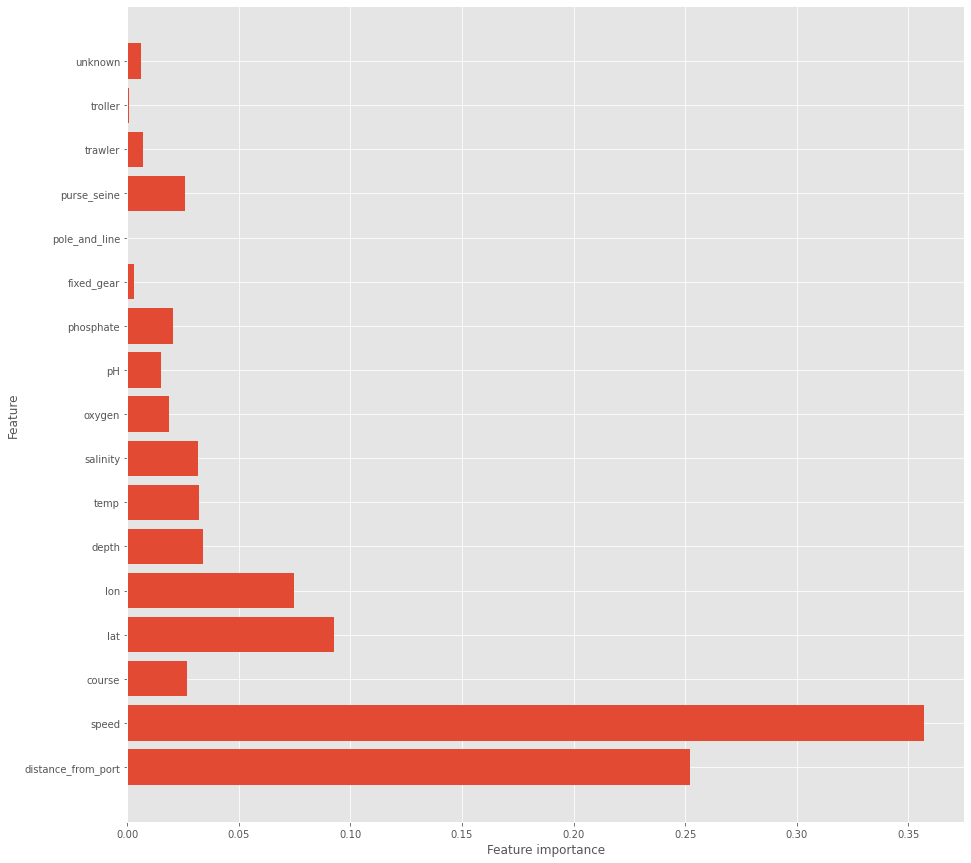 unknown
troller
trawler
purse_seine
pole_and_line
fixed_gear
phosphate
pH
oxygen
salinity
temp
depth
lon
lat
course
speed
distance_from_port
Feature
0.00 0.05 0.10 0.15 0.20 0.25 0.30 0.35
Feature importance